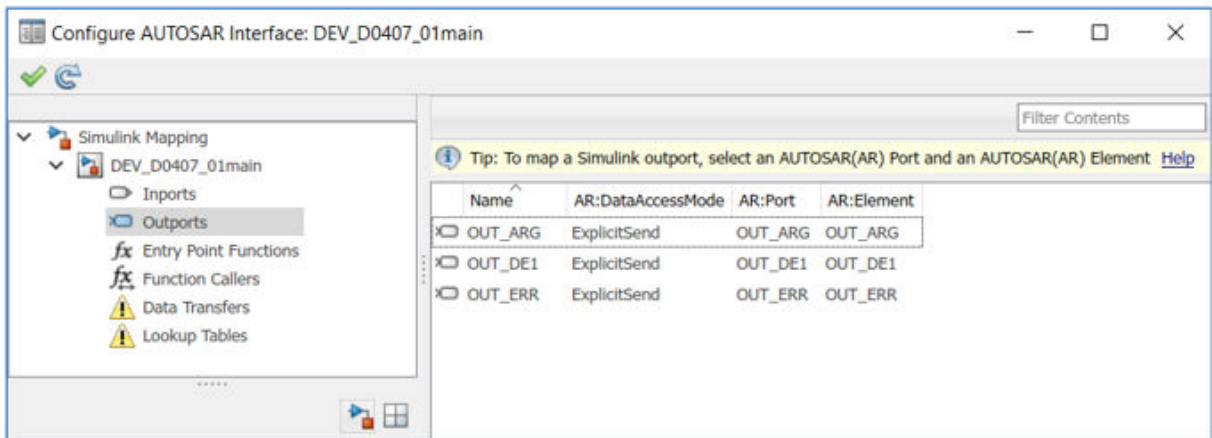 Configure AUTOSAR Interface: DEV_D0407_01main
Filter Contents
Simulink Mapping
DEV_D0407_01main
Inports
Outports
fx Entry Point Functions
fx Function Callers
Data Transfers
Lookup Tables
Tip: To map a Simulink outport, select an AUTOSAR(AR) Port and an AUTOSAR(AR) Element Help
Name AR:DataAccessMode AR:Port AR:Element
OUT_ARG ExplicitSend OUT_ARG OUT_ARG
OUT_DE1 ExplicitSend OUT_DE1 OUT_DE1
OUT_ERR ExplicitSend OUT_ERR OUT_ERR